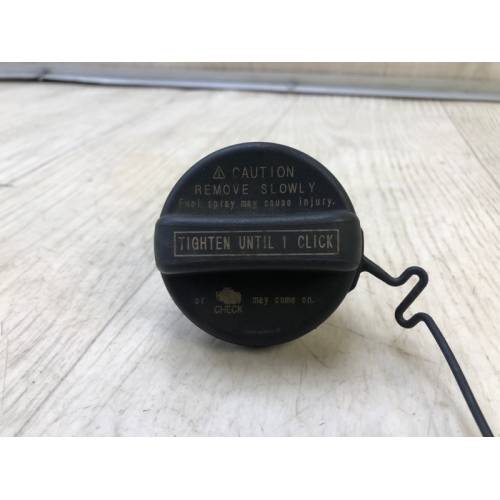 ⚠ CAUTION
REMOVE SLOWLY
Fuel spray may cause injury.
TIGHTEN UNTIL 1 CLICK
or CHECK may come on.